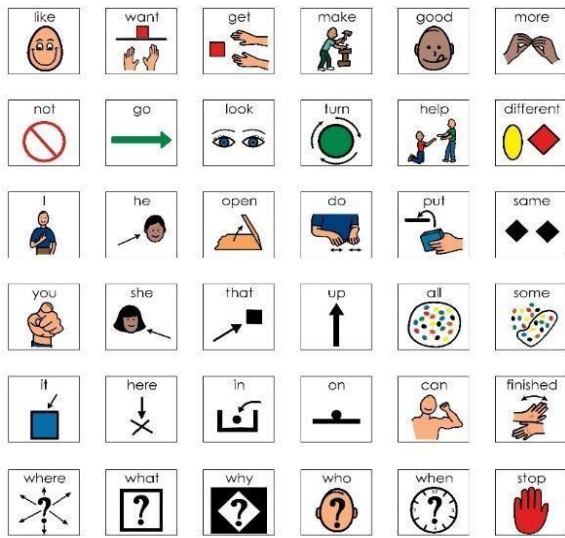 like want get make good more
not go look turn help different
I he open do put same
you she that up all some
it here in on can finished
where what why who when stop
? ? ? ? ?